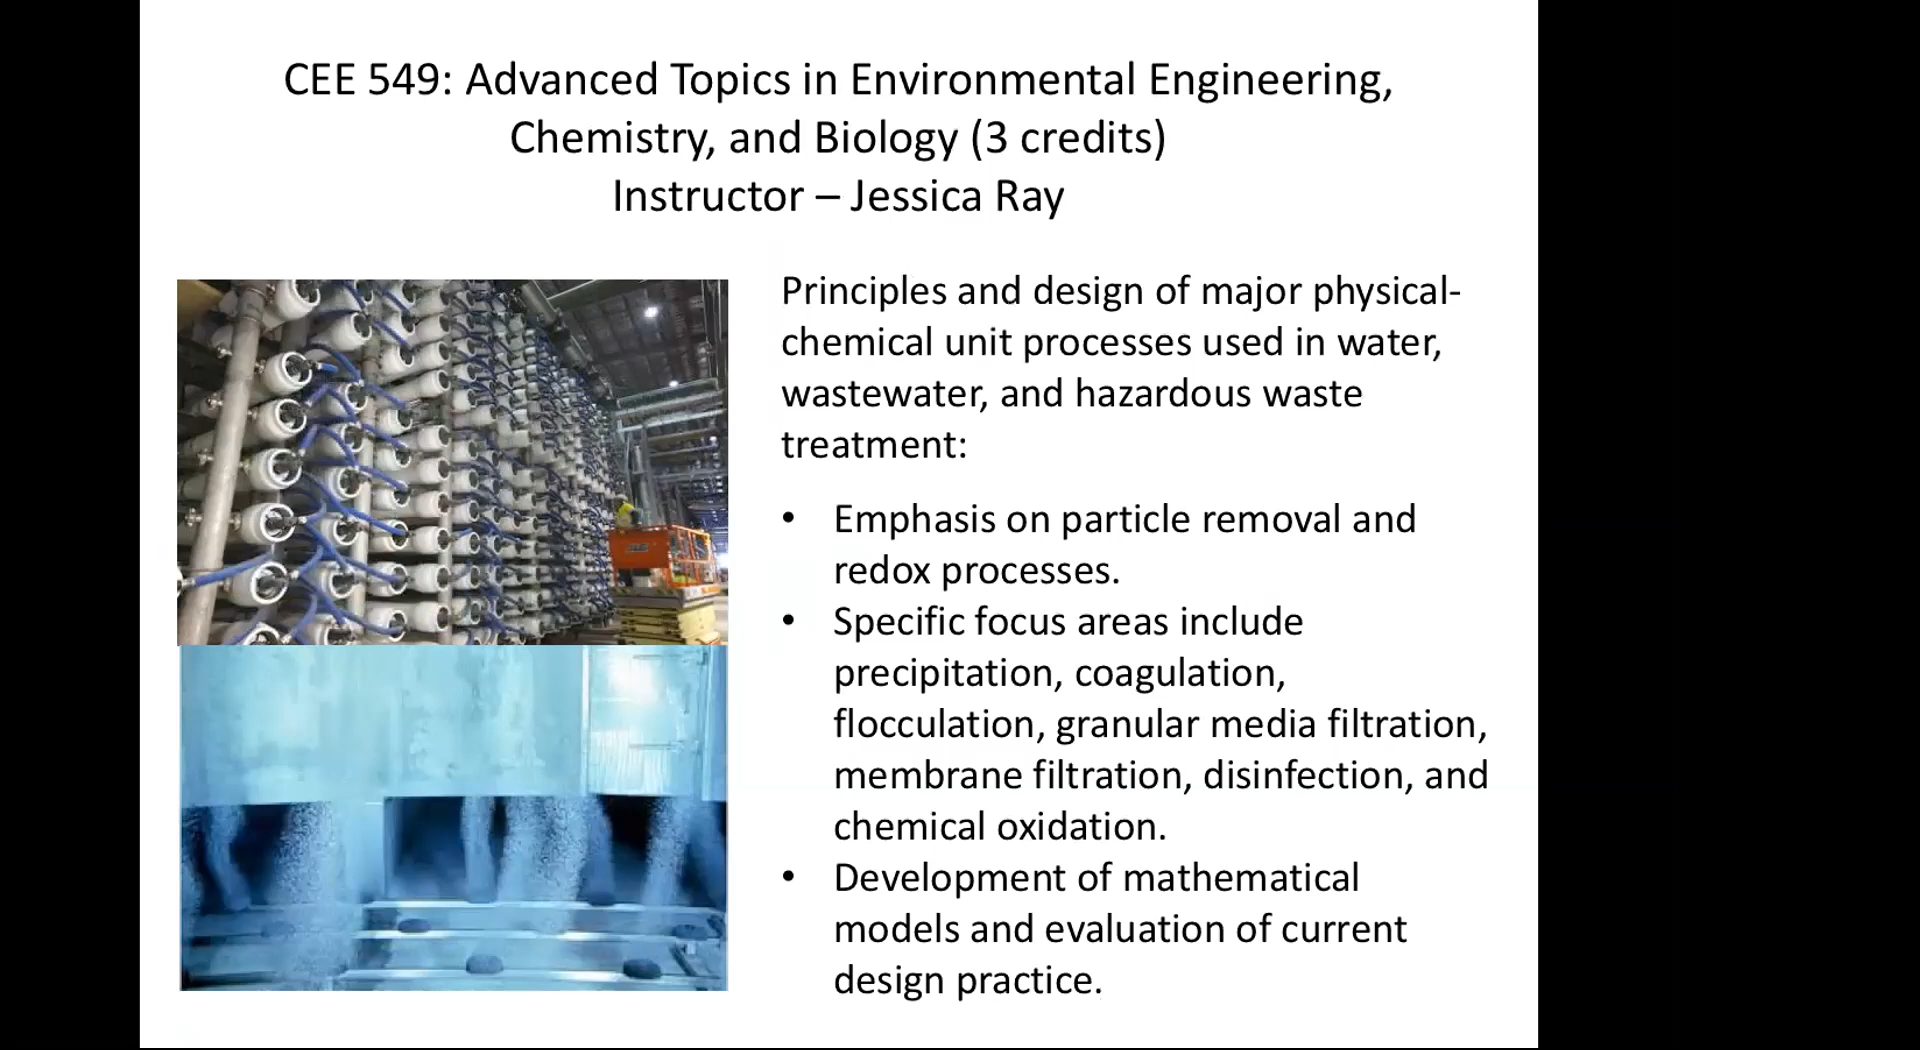 CEE 549: Advanced Topics in Environmental Engineering,
Chemistry, and Biology (3 credits)
Instructor – Jessica Ray
Principles and design of major physical-
chemical unit processes used in water,
wastewater, and hazardous waste
treatment:
• Emphasis on particle removal and
redox processes.
• Specific focus areas include
precipitation, coagulation,
flocculation, granular media filtration,
membrane filtration, disinfection, and
chemical oxidation.
• Development of mathematical
models and evaluation of current
design practice.